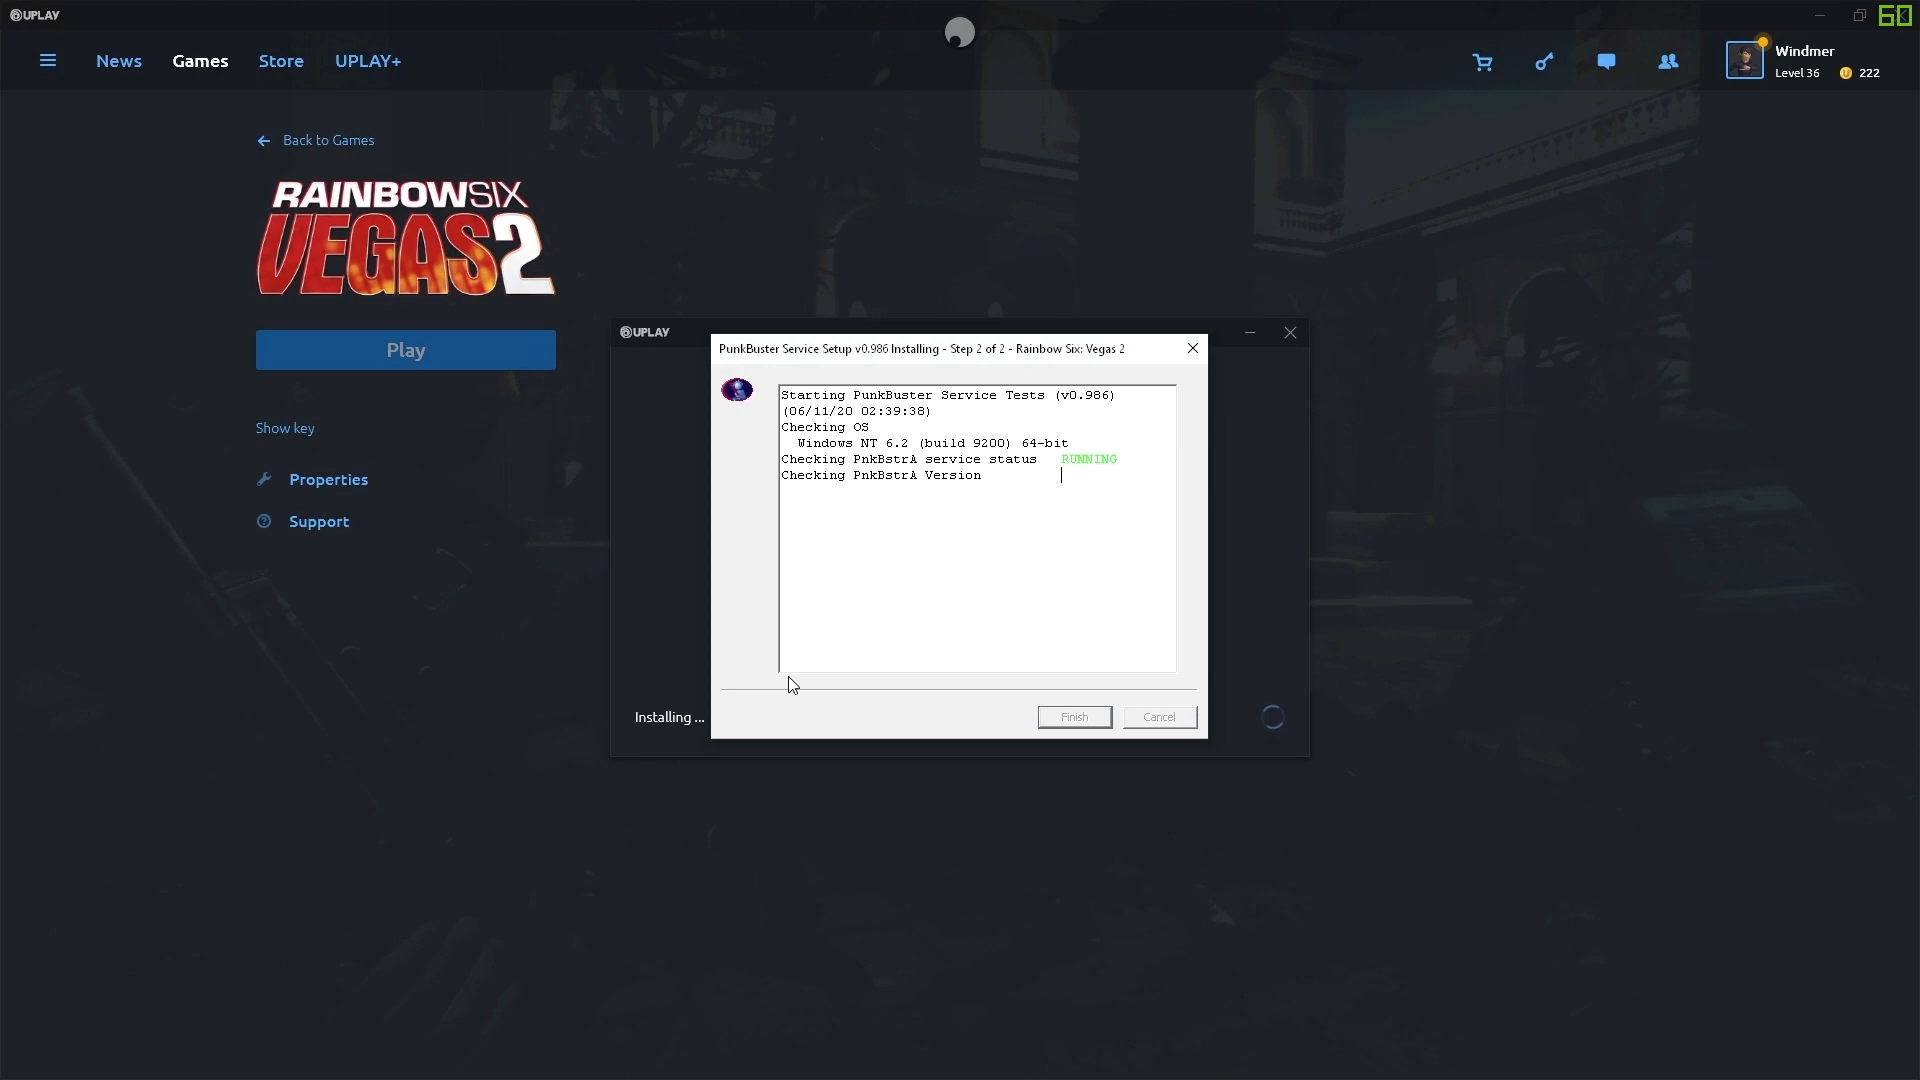 UPLAY
60
News
Games
Store
UPLAY+
Windmer
Level 36
222
Back to Games
RAINBOWSIX
VEGAS2
Play
Show key
Properties
Support
UPLAY
PunkBuster Service Setup v0.986 Installing - Step 2 of 2 - Rainbow Six: Vegas 2
Starting PunkBuster Service Tests (v0.986)
(06/11/20 02:39:38)
Checking OS
Windows NT 6.2 (build 9200) 64-bit
Checking PnkBstrA service status RUNNING
Checking PnkBstrA Version
Installing ...
Finish
Cancel